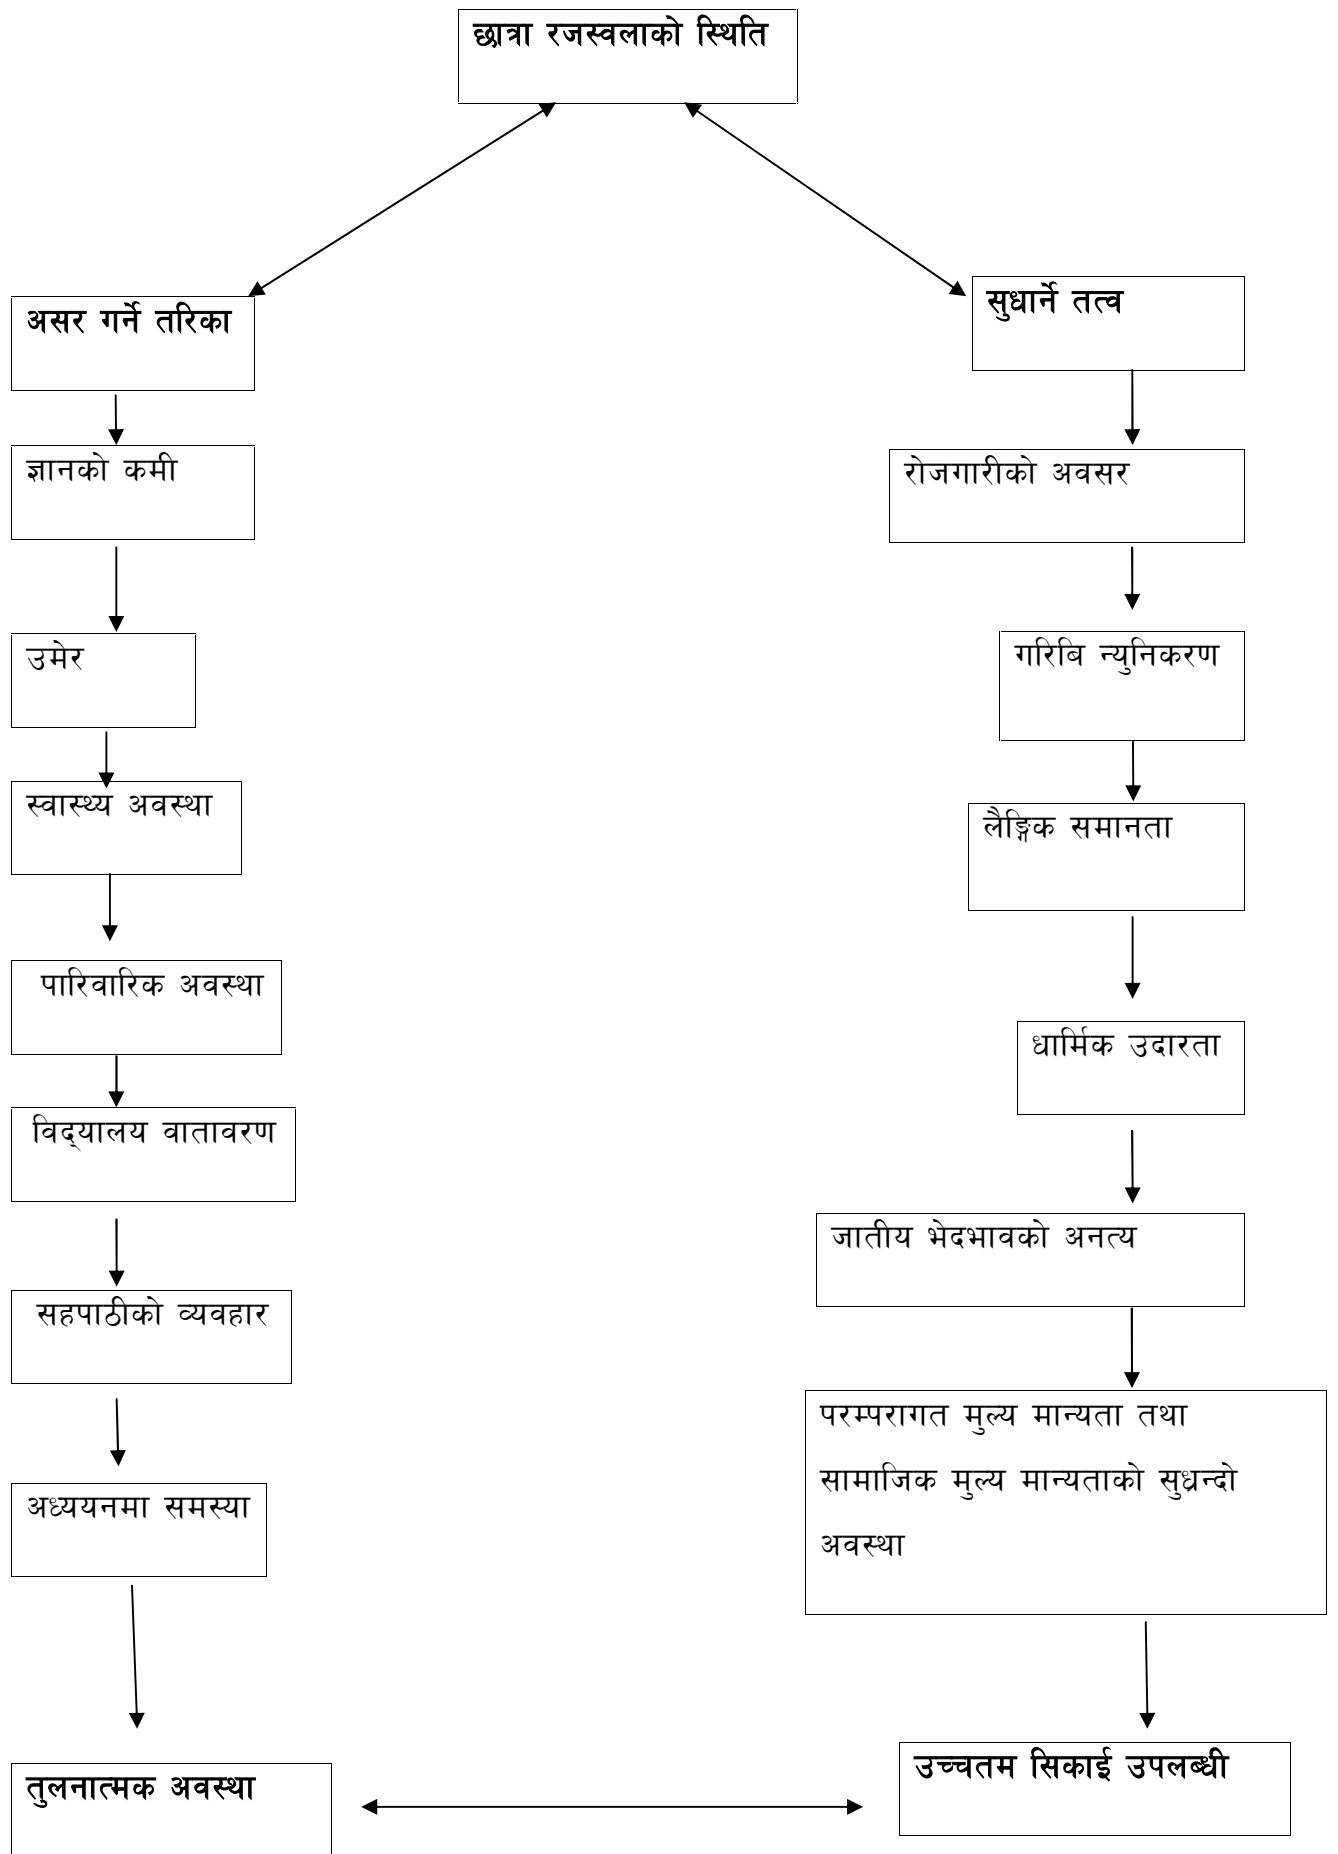 छात्रा रजस्वलाको स्थिति
असर गर्ने तरिका
ज्ञानको कमी
उमेर
स्वास्थ्य अवस्था
पारिवारिक अवस्था
विद्‌यालय वातावरण
सहपाठीको व्यवहार
अध्ययनमा समस्या
तुलनात्मक अवस्था
सुधार्ने तत्व
रोजगारीको अवसर
गरिबि न्युनिकरण
लैङ्गिक समानता
धार्मिक उदारता
जातीय भेदभावको अनत्य
परम्परागत मुल्य मान्यता तथा
सामाजिक मुल्य मान्यताको सुध्रन्दो
अवस्था
उच्चतम सिकाई उपलब्धी